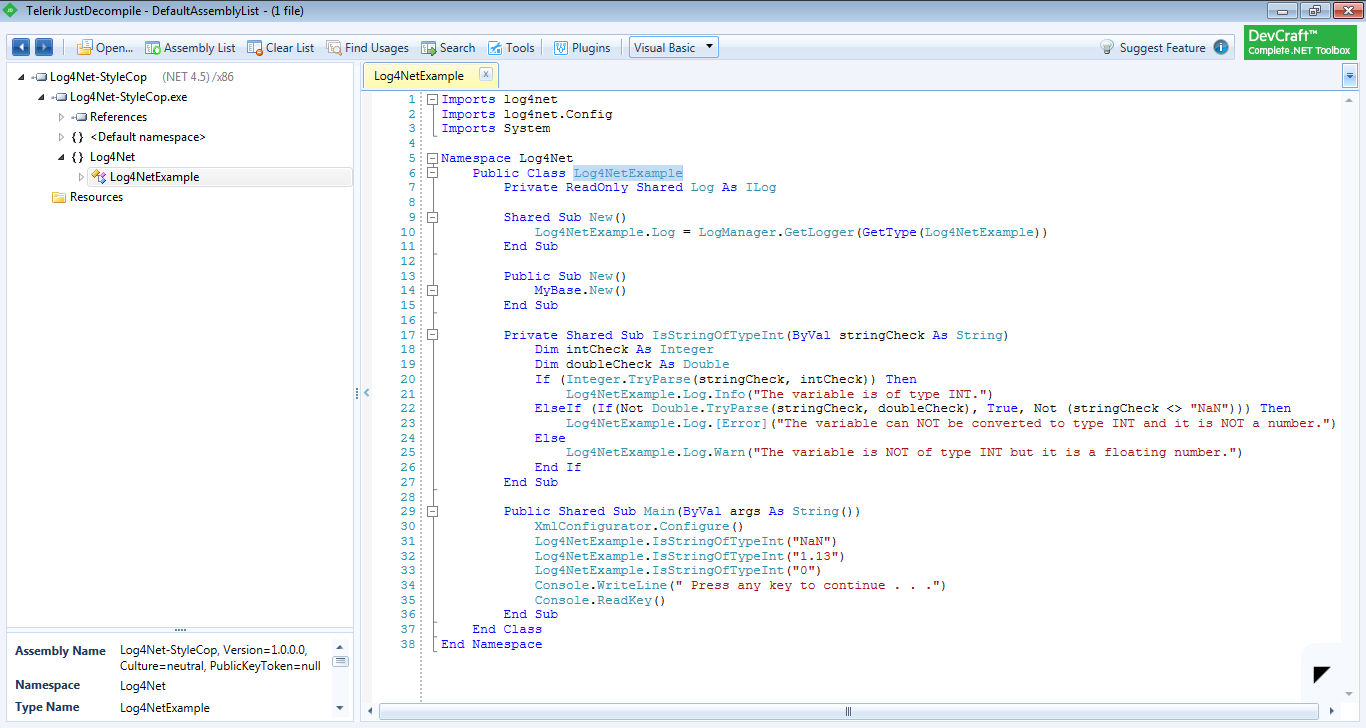 Telerik JustDecompile - DefaultAssemblyList - (1 file)
Open... Assembly List Clear List Find Usages Search Tools Plugins Visual Basic Suggest Feature
DevCraft™
Complete .NET Toolbox
Log4Net-StyleCop (NET 4.5) /x86
Log4Net-StyleCop.exe
References
{} <Default namespace>
{} Log4Net
Log4NetExample
Resources
Assembly Name Log4Net-StyleCop, Version=1.0.0.0,
Culture=neutral, PublicKeyToken=null
Namespace Log4Net
Type Name Log4NetExample
Log4NetExample x
1 Imports log4net
2 Imports log4net.Config
3 Imports System
4
5 Namespace Log4Net
6 Public Class Log4NetExample
7 Private ReadOnly Shared Log As ILog
8
9 Shared Sub New()
10 Log4NetExample.Log = LogManager.GetLogger(GetType(Log4NetExample))
11 End Sub
12
13 Public Sub New()
14 MyBase.New()
15 End Sub
16
17 Private Shared Sub IsStringOfTypeInt(ByVal stringCheck As String)
18 Dim intCheck As Integer
19 Dim doubleCheck As Double
20 If (Integer.TryParse(stringCheck, intCheck)) Then
21 Log4NetExample.Log.Info("The variable is of type INT.")
22 ElseIf (If(Not Double.TryParse(stringCheck, doubleCheck), True, Not (stringCheck <> "NaN"))) Then
23 Log4NetExample.Log.[Error]("The variable can NOT be converted to type INT and it is NOT a number.")
24 Else
25 Log4NetExample.Log.Warn("The variable is NOT of type INT but it is a floating number.")
26 End If
27 End Sub
28
29 Public Shared Sub Main(ByVal args As String())
30 XmlConfigurator.Configure()
31 Log4NetExample.IsStringOfTypeInt("NaN")
32 Log4NetExample.IsStringOfTypeInt("1.13")
33 Log4NetExample.IsStringOfTypeInt("0")
34 Console.WriteLine(" Press any key to continue . . .")
35 Console.ReadKey()
36 End Sub
37 End Class
38 End Namespace